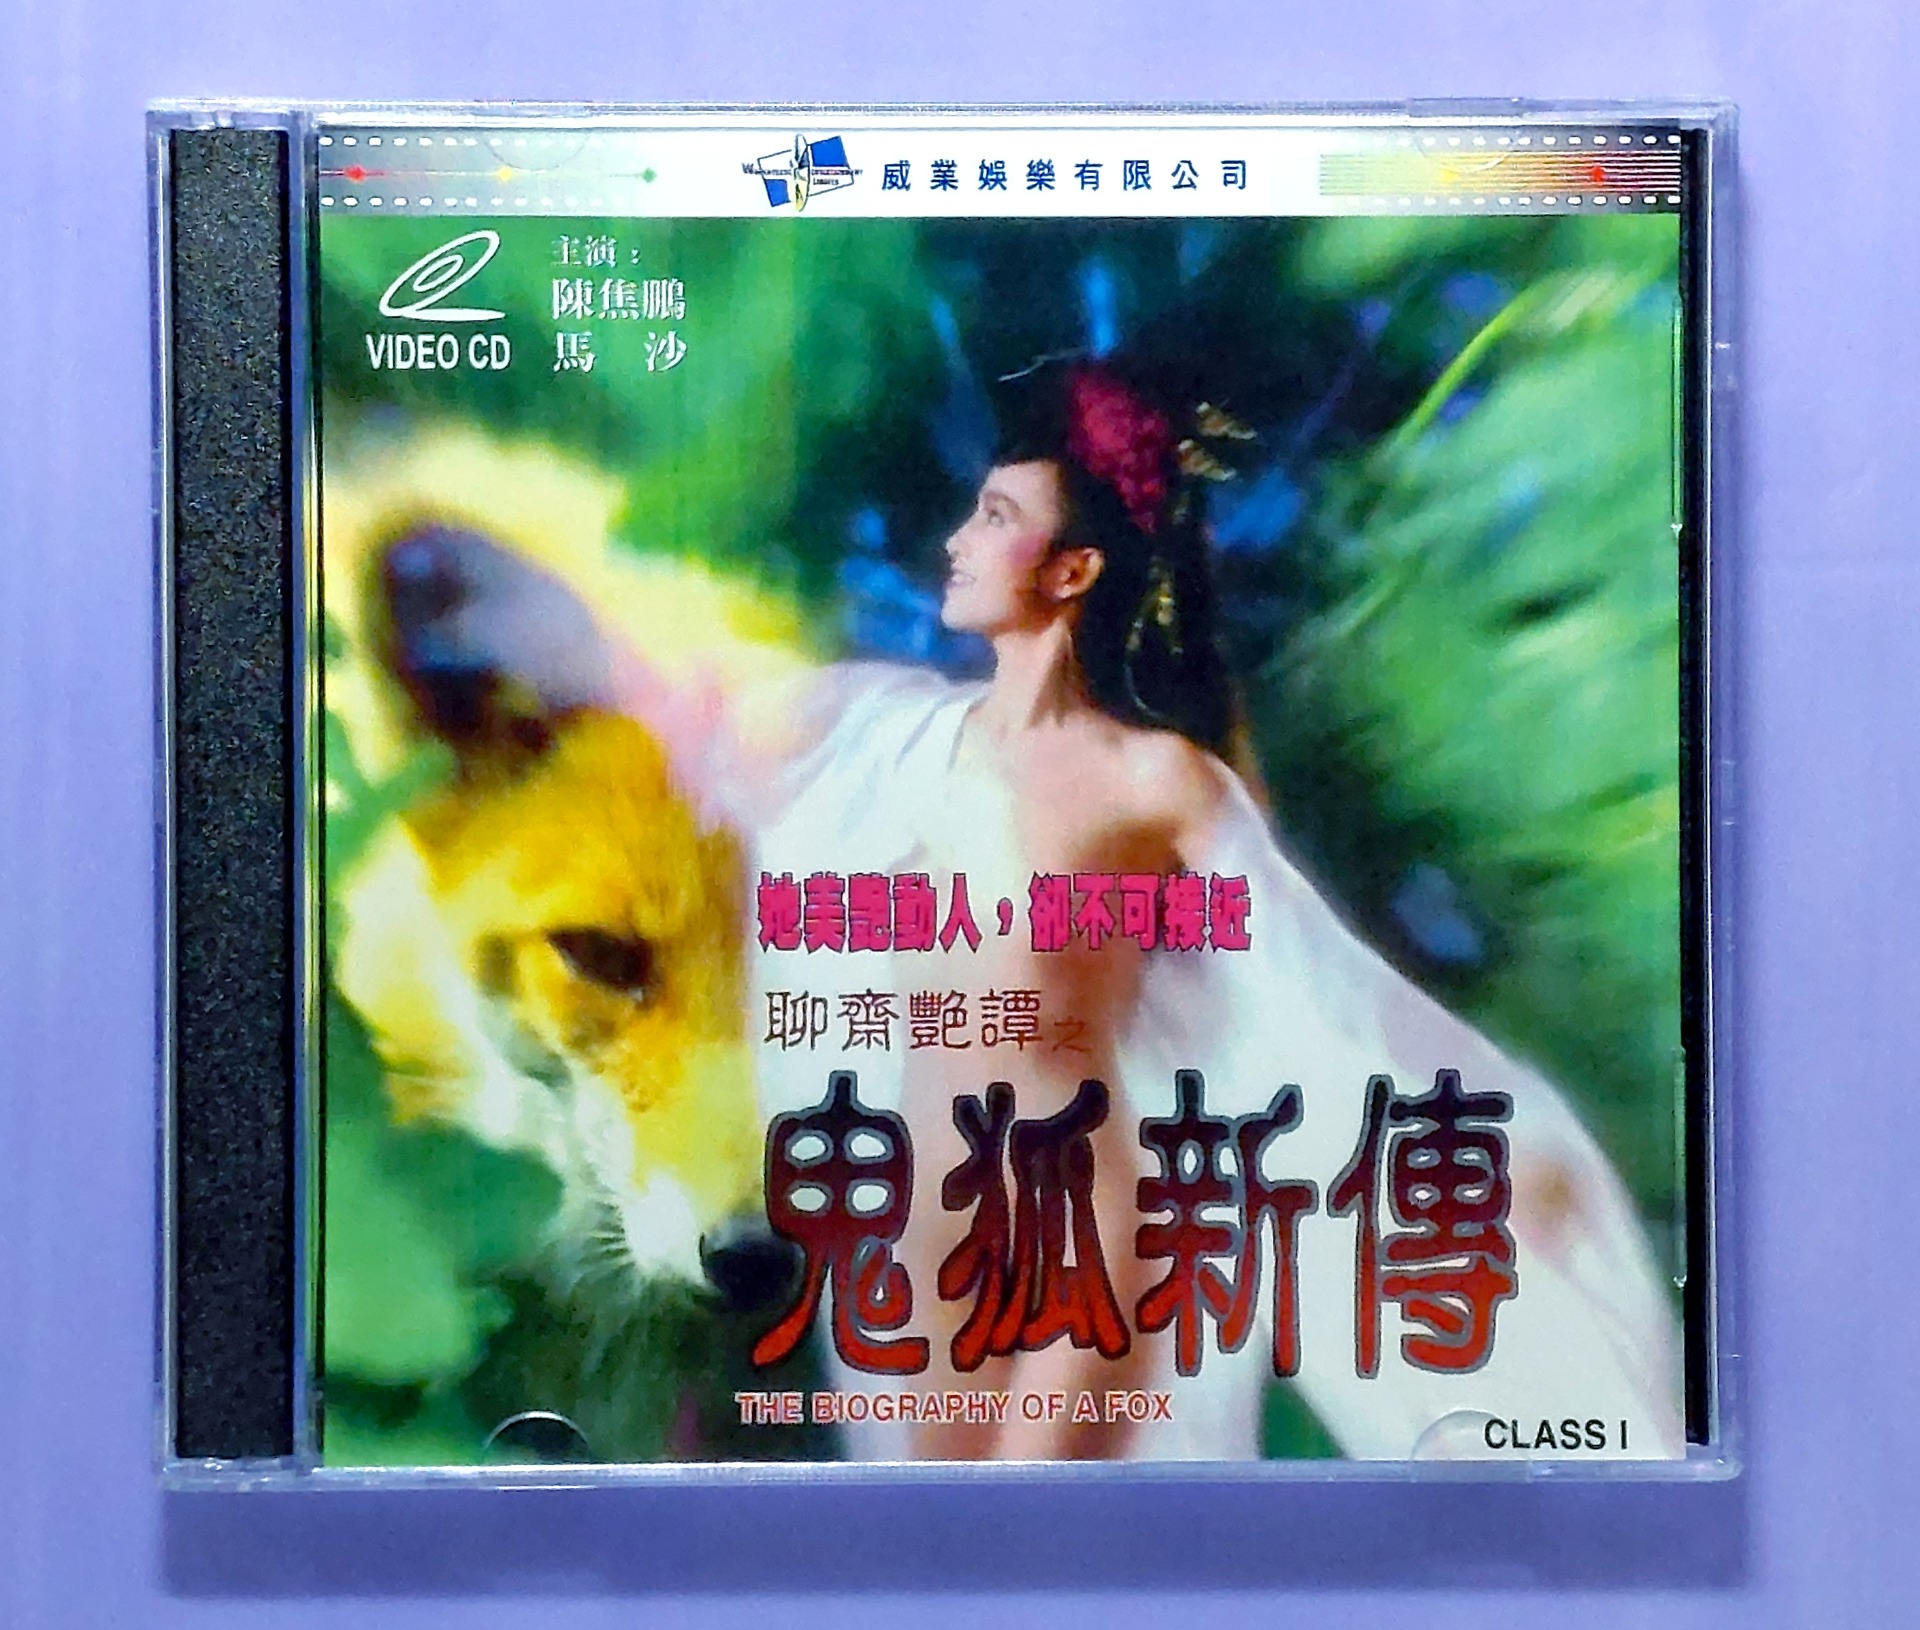 威業娛樂有限公司
主演：
陳焦鵬
馬沙
VIDEO CD
她美艷動人，卻不可接近
聊齋艷譚之
鬼狐新傳
THE BIOGRAPHY OF A FOX
CLASS I